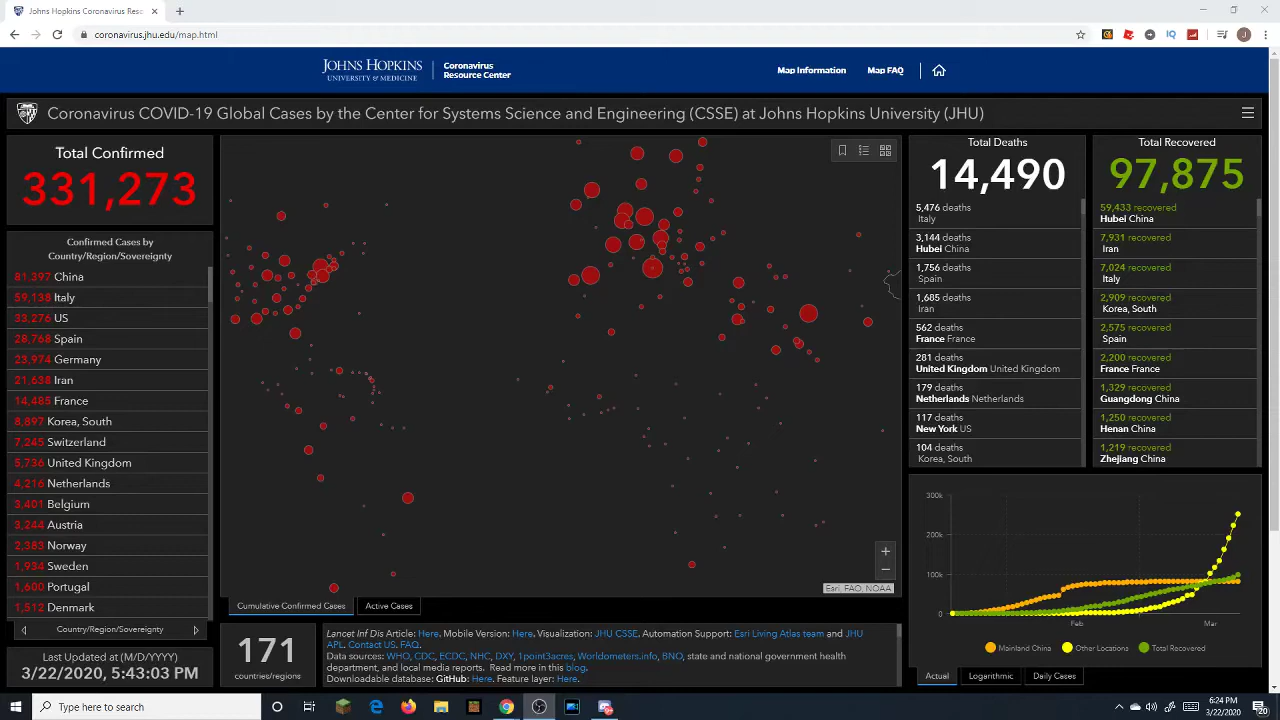 Johns Hopkins Coronavirus Reso
coronavirus.jhu.edu/map.html
JOHNS HOPKINS
UNIVERSITY & MEDICINE
Coronavirus
Resource Center
Map Information
Map FAQ
Coronavirus COVID-19 Global Cases by the Center for Systems Science and Engineering (CSSE) at Johns Hopkins University (JHU)
Total Confirmed
331,273
Confirmed Cases by
Country/Region/Sovereignty
81,397 China
59,138 Italy
33,276 US
28,768 Spain
23,974 Germany
21,638 Iran
14,485 France
8,897 Korea, South
7,245 Switzerland
5,736 United Kingdom
4,216 Netherlands
3,401 Belgium
3,244 Austria
2,383 Norway
1,934 Sweden
1,600 Portugal
1,512 Denmark
Country/Region/Sovereignty
Last Updated at (M/D/YYYY)
3/22/2020, 5:43:03 PM
Esri, FAO, NOAA
Cumulative Confirmed Cases
Active Cases
171
countries/regions
Lancet Inf Dis Article: Here. Mobile Version: Here. Visualization: JHU CSSE. Automation Support: Esri Living Atlas team and JHU
APL. Contact US. FAQ.
Data sources: WHO, CDC, ECDC, NHC, DXY, 1point3acres, Worldometers.info, BNO, state and national government health
department, and local media reports. Read more in this blog.
Downloadable database: GitHub: Here. Feature layer: Here.
Total Deaths
14,490
5,476 deaths
Italy
3,144 deaths
Hubei China
1,756 deaths
Spain
1,685 deaths
Iran
562 deaths
France France
281 deaths
United Kingdom United Kingdom
179 deaths
Netherlands Netherlands
117 deaths
New York US
104 deaths
Korea, South
Total Recovered
97,875
59,433 recovered
Hubei China
7,931 recovered
Iran
7,024 recovered
Italy
2,909 recovered
Korea, South
2,575 recovered
Spain
2,200 recovered
France France
1,329 recovered
Guangdong China
1,250 recovered
Henan China
1,219 recovered
Zhejiang China
300k
200k
100k
0
Feb
Mar
Mainland China
Other Locations
Total Recovered
Actual
Logarithmic
Daily Cases
Type here to search
6:24 PM
3/22/2020